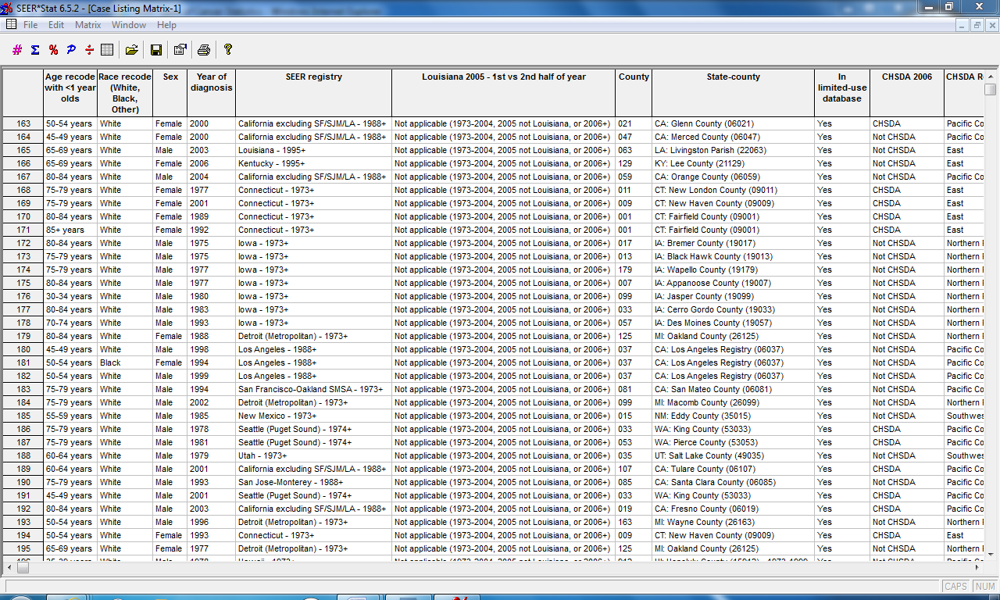 SEER*Stat 6.5.2 - [Case Listing Matrix-1]
File Edit Matrix Window Help
# Σ % P ÷ ?
Age recode with <1 year olds Race recode (White, Black, Other) Sex Year of diagnosis SEER registry Louisiana 2005 - 1st vs 2nd half of year County State-county In limited-use database CHSDA 2006 CHSDA R
163 50-54 years White Female 2000 California excluding SF/SJM/LA - 1988+ Not applicable (1973-2004, 2005 not Louisiana, or 2006+) 021 CA: Glenn County (06021) Yes CHSDA Pacific Co
164 45-49 years White Female 2000 California excluding SF/SJM/LA - 1988+ Not applicable (1973-2004, 2005 not Louisiana, or 2006+) 047 CA: Merced County (06047) Yes Not CHSDA Pacific Co
165 65-69 years White Male 2003 Louisiana - 1995+ Not applicable (1973-2004, 2005 not Louisiana, or 2006+) 063 LA: Livingston Parish (22063) Yes Not CHSDA East
166 65-69 years White Female 2006 Kentucky - 1995+ Not applicable (1973-2004, 2005 not Louisiana, or 2006+) 129 KY: Lee County (21129) Yes Not CHSDA East
167 80-84 years White Male 2004 California excluding SF/SJM/LA - 1988+ Not applicable (1973-2004, 2005 not Louisiana, or 2006+) 059 CA: Orange County (06059) Yes Not CHSDA Pacific Co
168 75-79 years White Female 1977 Connecticut - 1973+ Not applicable (1973-2004, 2005 not Louisiana, or 2006+) 011 CT: New London County (09011) Yes CHSDA East
169 75-79 years White Female 2001 Connecticut - 1973+ Not applicable (1973-2004, 2005 not Louisiana, or 2006+) 009 CT: New Haven County (09009) Yes CHSDA East
170 80-84 years White Female 1989 Connecticut - 1973+ Not applicable (1973-2004, 2005 not Louisiana, or 2006+) 001 CT: Fairfield County (09001) Yes CHSDA East
171 85+ years White Female 1992 Connecticut - 1973+ Not applicable (1973-2004, 2005 not Louisiana, or 2006+) 001 CT: Fairfield County (09001) Yes CHSDA East
172 80-84 years White Male 1975 Iowa - 1973+ Not applicable (1973-2004, 2005 not Louisiana, or 2006+) 017 IA: Bremer County (19017) Yes Not CHSDA Northern
173 75-79 years White Male 1975 Iowa - 1973+ Not applicable (1973-2004, 2005 not Louisiana, or 2006+) 013 IA: Black Hawk County (19013) Yes Not CHSDA Northern
174 75-79 years White Male 1977 Iowa - 1973+ Not applicable (1973-2004, 2005 not Louisiana, or 2006+) 179 IA: Wapello County (19179) Yes Not CHSDA Northern
175 80-84 years White Male 1977 Iowa - 1973+ Not applicable (1973-2004, 2005 not Louisiana, or 2006+) 007 IA: Appanoose County (19007) Yes Not CHSDA Northern
176 30-34 years White Male 1980 Iowa - 1973+ Not applicable (1973-2004, 2005 not Louisiana, or 2006+) 099 IA: Jasper County (19099) Yes Not CHSDA Northern
177 80-84 years White Male 1983 Iowa - 1973+ Not applicable (1973-2004, 2005 not Louisiana, or 2006+) 033 IA: Cerro Gordo County (19033) Yes Not CHSDA Northern
178 70-74 years White Male 1993 Iowa - 1973+ Not applicable (1973-2004, 2005 not Louisiana, or 2006+) 057 IA: Des Moines County (19057) Yes Not CHSDA Northern
179 80-84 years White Female 1988 Detroit (Metropolitan) - 1973+ Not applicable (1973-2004, 2005 not Louisiana, or 2006+) 125 MI: Oakland County (26125) Yes Not CHSDA Northern
180 45-49 years White Male 1998 Los Angeles - 1988+ Not applicable (1973-2004, 2005 not Louisiana, or 2006+) 037 CA: Los Angeles Registry (06037) Yes Not CHSDA Pacific Co
181 50-54 years Black Female 1994 Los Angeles - 1988+ Not applicable (1973-2004, 2005 not Louisiana, or 2006+) 037 CA: Los Angeles Registry (06037) Yes Not CHSDA Pacific Co
182 50-54 years White Male 1999 Los Angeles - 1988+ Not applicable (1973-2004, 2005 not Louisiana, or 2006+) 037 CA: Los Angeles Registry (06037) Yes Not CHSDA Pacific Co
183 75-79 years White Male 1994 San Francisco-Oakland SMSA - 1973+ Not applicable (1973-2004, 2005 not Louisiana, or 2006+) 081 CA: San Mateo County (06081) Yes Not CHSDA Pacific Co
184 75-79 years White Male 2002 Detroit (Metropolitan) - 1973+ Not applicable (1973-2004, 2005 not Louisiana, or 2006+) 099 MI: Macomb County (26099) Yes Not CHSDA Northern
185 55-59 years White Male 1985 New Mexico - 1973+ Not applicable (1973-2004, 2005 not Louisiana, or 2006+) 015 NM: Eddy County (35015) Yes Not CHSDA Southwes
186 75-79 years White Male 1978 Seattle (Puget Sound) - 1974+ Not applicable (1973-2004, 2005 not Louisiana, or 2006+) 033 WA: King County (53033) Yes CHSDA Pacific Co
187 75-79 years White Male 1981 Seattle (Puget Sound) - 1974+ Not applicable (1973-2004, 2005 not Louisiana, or 2006+) 053 WA: Pierce County (53053) Yes CHSDA Pacific Co
188 60-64 years White Male 1979 Utah - 1973+ Not applicable (1973-2004, 2005 not Louisiana, or 2006+) 035 UT: Salt Lake County (49035) Yes Not CHSDA Southwes
189 60-64 years White Male 2001 California excluding SF/SJM/LA - 1988+ Not applicable (1973-2004, 2005 not Louisiana, or 2006+) 107 CA: Tulare County (06107) Yes CHSDA Pacific Co
190 75-79 years White Male 1993 San Jose-Monterey - 1988+ Not applicable (1973-2004, 2005 not Louisiana, or 2006+) 085 CA: Santa Clara County (06085) Yes Not CHSDA Pacific Co
191 45-49 years White Male 2001 Seattle (Puget Sound) - 1974+ Not applicable (1973-2004, 2005 not Louisiana, or 2006+) 033 WA: King County (53033) Yes CHSDA Pacific Co
192 80-84 years White Male 2003 California excluding SF/SJM/LA - 1988+ Not applicable (1973-2004, 2005 not Louisiana, or 2006+) 019 CA: Fresno County (06019) Yes CHSDA Pacific Co
193 50-54 years White Male 1996 Detroit (Metropolitan) - 1973+ Not applicable (1973-2004, 2005 not Louisiana, or 2006+) 163 MI: Wayne County (26163) Yes Not CHSDA Northern
194 50-54 years White Female 1993 Connecticut - 1973+ Not applicable (1973-2004, 2005 not Louisiana, or 2006+) 009 CT: New Haven County (09009) Yes CHSDA East
195 65-69 years White Female 1977 Detroit (Metropolitan) - 1973+ Not applicable (1973-2004, 2005 not Louisiana, or 2006+) 125 MI: Oakland County (26125) Yes Not CHSDA Northern
CAPS NUM